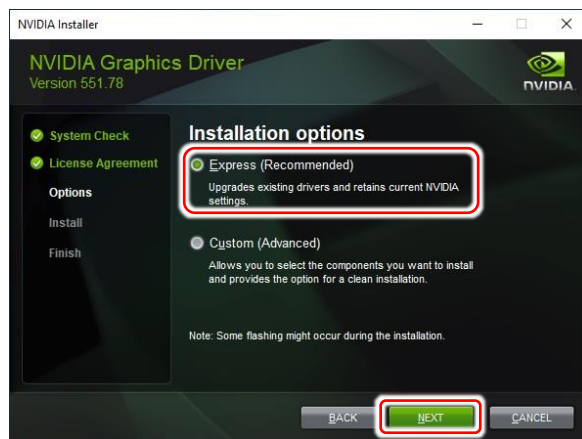 NVIDIA Installer
NVIDIA Graphics Driver
Version 551.78
NVIDIA.
System Check
License Agreement
Options
Install
Finish
Installation options
Express (Recommended)
Upgrades existing drivers and retains current NVIDIA
settings.
Custom (Advanced)
Allows you to select the components you want to install
and provides the option for a clean installation.
Note: Some flashing might occur during the installation.
BACK
NEXT
CANCEL